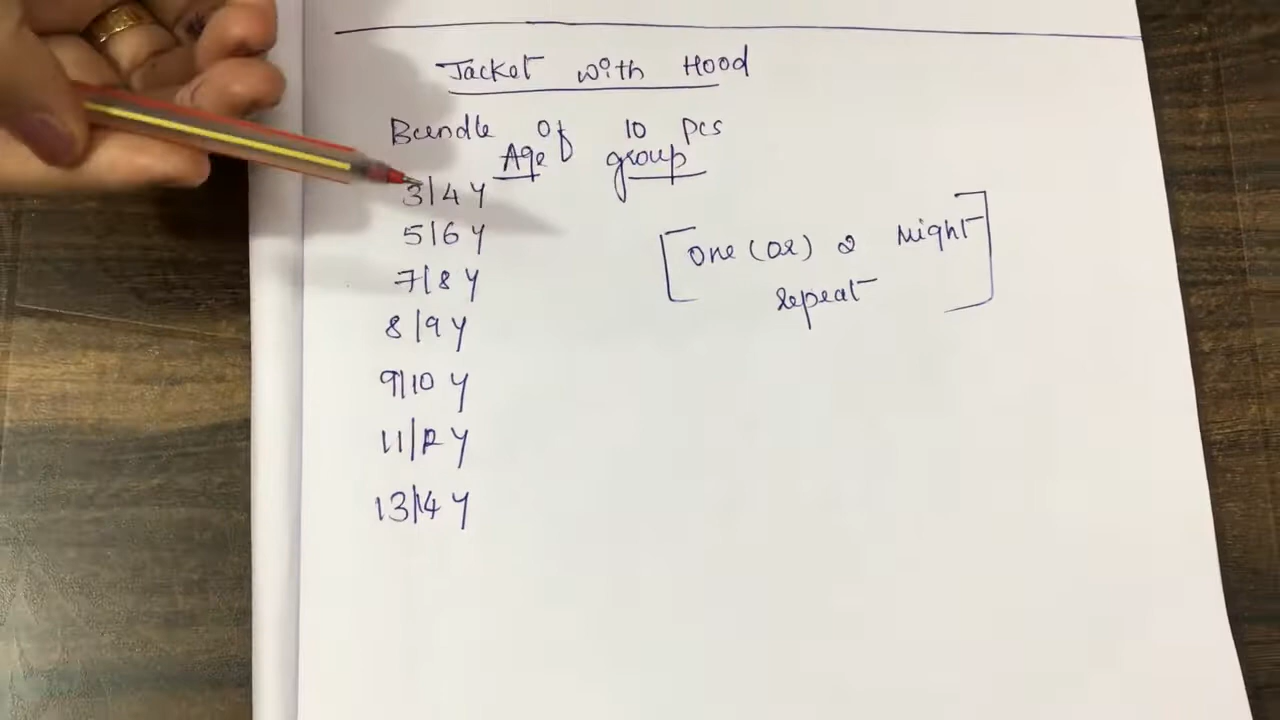 Jacket with Hood
Bundle of 10 Pcs
Age group
3/4 Y
5/6 Y
7/8 Y
8/9 Y
9/10 Y
11/12 Y
13/14 Y
[One (or) 2 might
repeat]